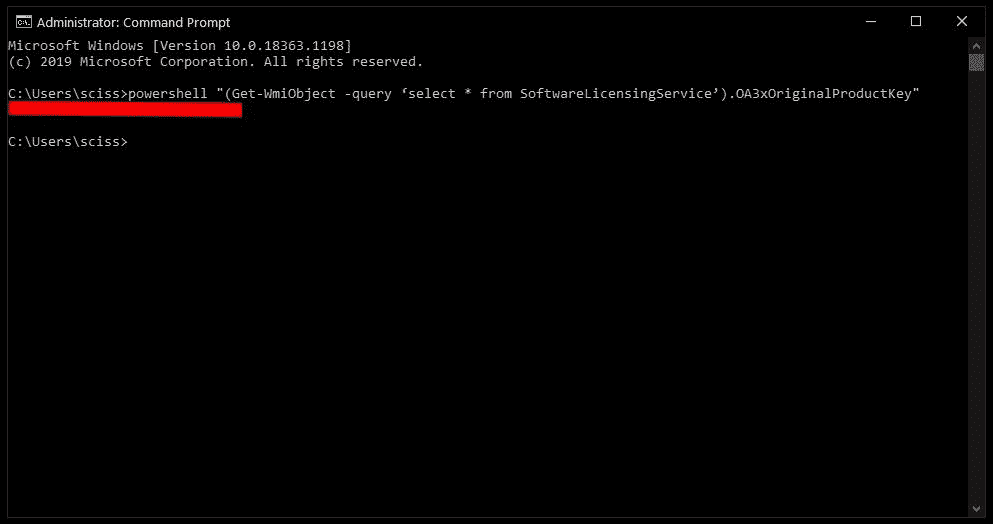 Administrator: Command Prompt
Microsoft Windows [Version 10.0.18363.1198]
(c) 2019 Microsoft Corporation. All rights reserved.
C:\Users\sciss>powershell "(Get-WmiObject -query ‘select * from SoftwareLicensingService’).OA3xOriginalProductKey"
C:\Users\sciss>